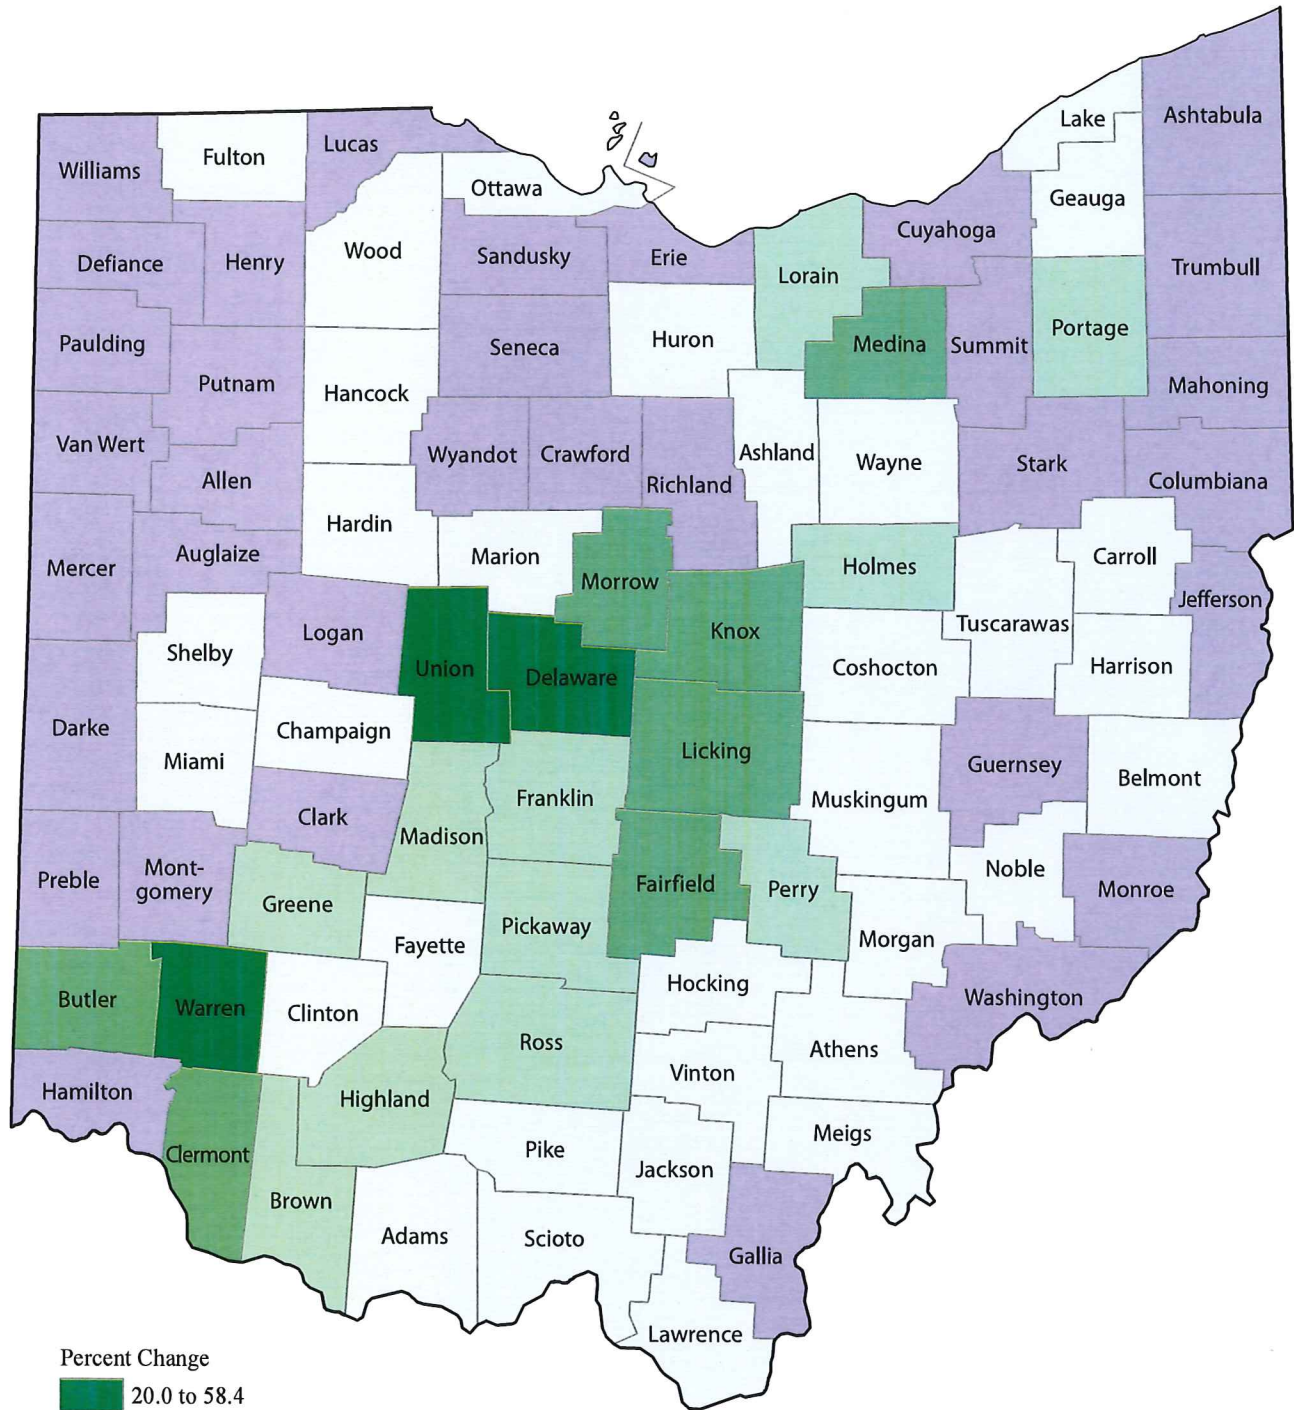 Lake
Ashtabula
Lucas
Fulton
Williams
Ottawa
Geauga
Cuyahoga
Wood
Sandusky
Erie
Defiance
Henry
Lorain
Trumbull
Portage
Paulding
Seneca
Huron
Medina
Summit
Putnam
Hancock
Mahoning
Van Wert
Wyandot
Crawford
Ashland
Wayne
Stark
Allen
Richland
Columbiana
Hardin
Auglaize
Marion
Carroll
Mercer
Holmes
Morrow
Jefferson
Logan
Knox
Tuscarawas
Shelby
Union
Delaware
Coshocton
Harrison
Darke
Champaign
Miami
Licking
Guernsey
Belmont
Franklin
Muskingum
Clark
Madison
Mont-
gomery
Preble
Fairfield
Perry
Noble
Monroe
Greene
Pickaway
Fayette
Morgan
Hocking
Butler
Warren
Clinton
Washington
Ross
Athens
Vinton
Hamilton
Highland
Meigs
Clermont
Pike
Jackson
Brown
Adams
Scioto
Gallia
Lawrence
Percent Change
20.0 to 58.4